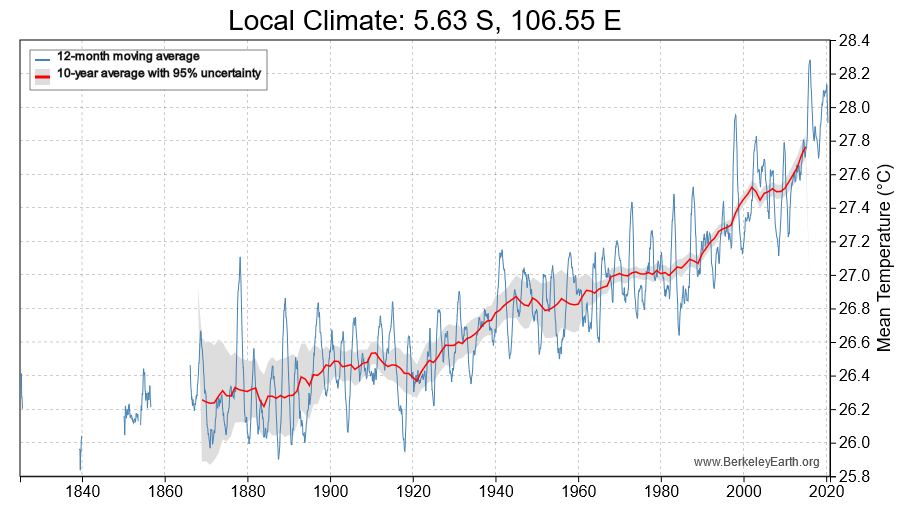 Local Climate: 5.63 S, 106.55 E
12-month moving average
10-year average with 95% uncertainty
28.4
28.2
28.0
27.8
27.6
27.4
27.2
27.0
26.8
26.6
26.4
26.2
26.0
25.8
Mean Temperature (°C)
www.BerkeleyEarth.org
1840 1860 1880 1900 1920 1940 1960 1980 2000 2020